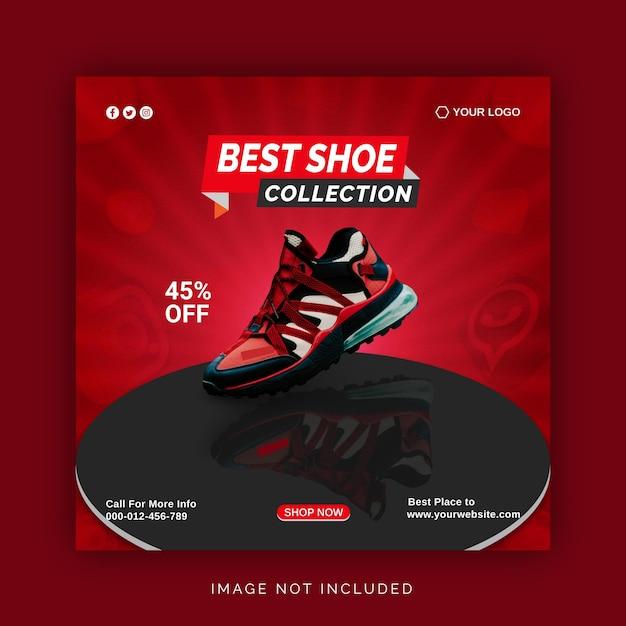 YOUR LOGO
BEST SHOE
COLLECTION
45%
OFF
Call For More Info
000-012-456-789
SHOP NOW
Best Place to
www.yourwebsite.com
IMAGE NOT INCLUDED